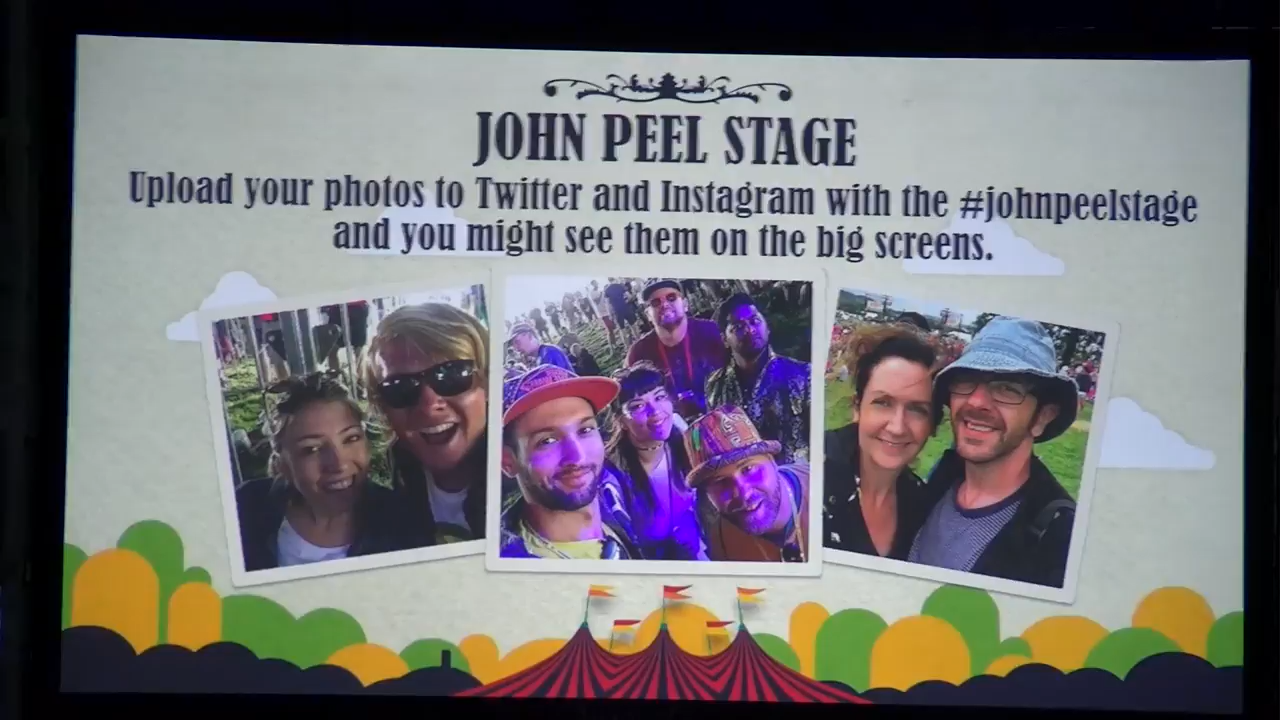 JOHN PEEL STAGE
Upload your photos to Twitter and Instagram with the #johnpeelstage
and you might see them on the big screens.